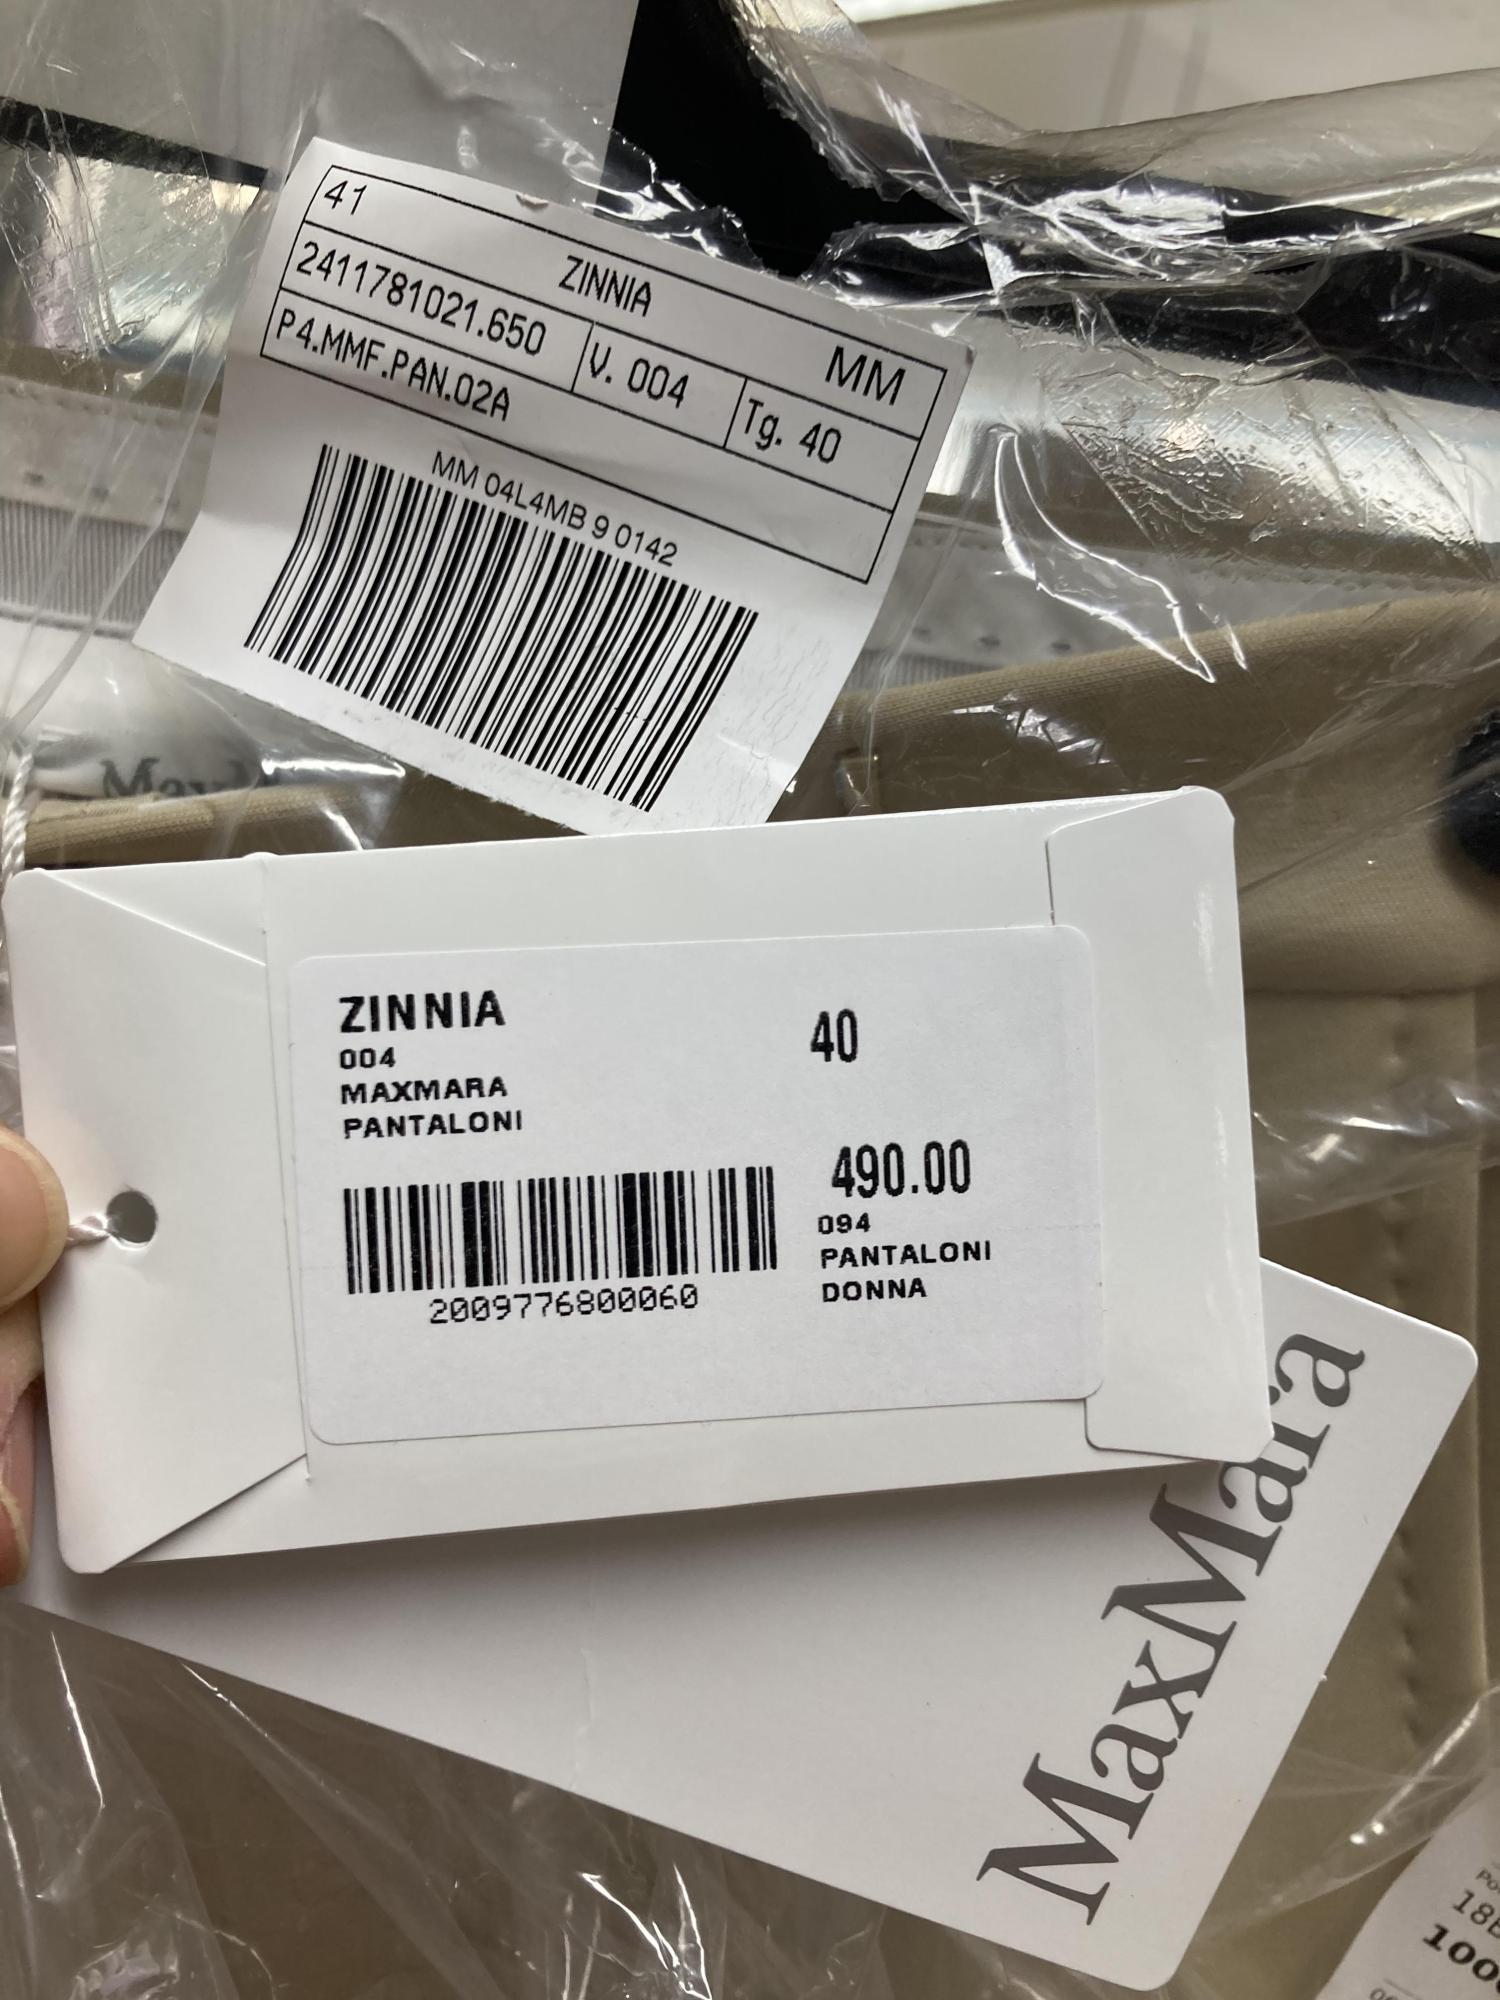 41
ZINNIA
MM
2411781021.650
V. 004
Tg. 40
P4.MMF.PAN.02A
MM 04L4MB 9 0142
ZINNIA
40
004
MAXMARA
PANTALONI
490.00
094
PANTALONI
DONNA
2009776800060
MaxMara